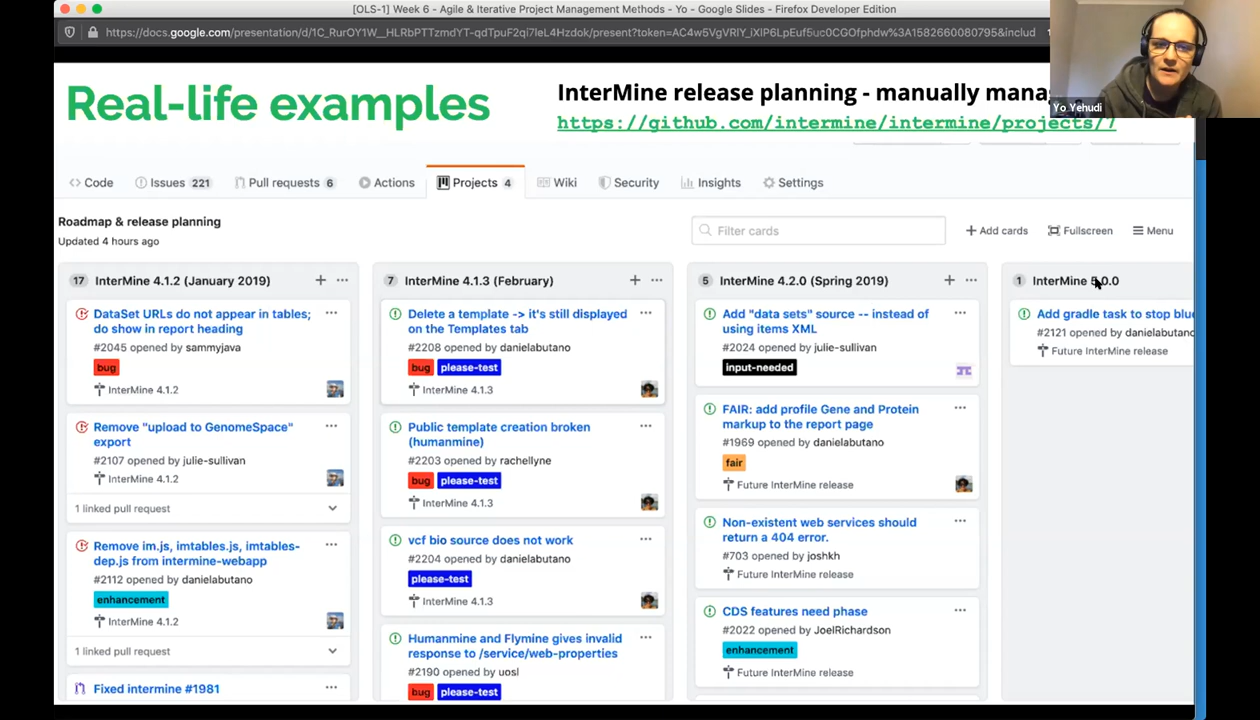 [OLS-1] Week 6 - Agile & Iterative Project Management Methods - Yo - Google Slides - Firefox Developer Edition
Real-life examples
InterMine release planning - manually mana
https://github.com/intermine/intermine/projects/7
Yo Yehudi
Code Issues 221 Pull requests 6 Actions Projects 4 Wiki Security Insights Settings
Roadmap & release planning
Updated 4 hours ago
Filter cards
+ Add cards Fullscreen Menu
17 InterMine 4.1.2 (January 2019) + ...
DataSet URLs do not appear in tables;
do show in report heading
#2045 opened by sammyjava
bug
InterMine 4.1.2
Remove "upload to GenomeSpace"
export
#2107 opened by julie-sullivan
InterMine 4.1.2
1 linked pull request
Remove im.js, imtables.js, imtables-
dep.js from intermine-webapp
#2112 opened by danielabutano
enhancement
InterMine 4.1.2
1 linked pull request
Fixed intermine #1981
7 InterMine 4.1.3 (February) + ...
Delete a template -> it's still displayed
on the Templates tab
#2208 opened by danielabutano
bug please-test
InterMine 4.1.3
Public template creation broken
(humanmine)
#2203 opened by rachellyne
bug please-test
InterMine 4.1.3
vcf bio source does not work
#2204 opened by danielabutano
please-test
InterMine 4.1.3
Humanmine and Flymine gives invalid
response to /service/web-properties
#2190 opened by uosl
bug please-test
5 InterMine 4.2.0 (Spring 2019) + ...
Add "data sets" source -- instead of
using items XML
#2024 opened by julie-sullivan
input-needed
FAIR: add profile Gene and Protein
markup to the report page
#1969 opened by danielabutano
fair
Future InterMine release
Non-existent web services should
return a 404 error.
#703 opened by joshkh
Future InterMine release
CDS features need phase
#2022 opened by JoelRichardson
enhancement
Future InterMine release
1 InterMine 5.0.0
Add gradle task to stop blue
#2121 opened by danielabutano
Future InterMine release